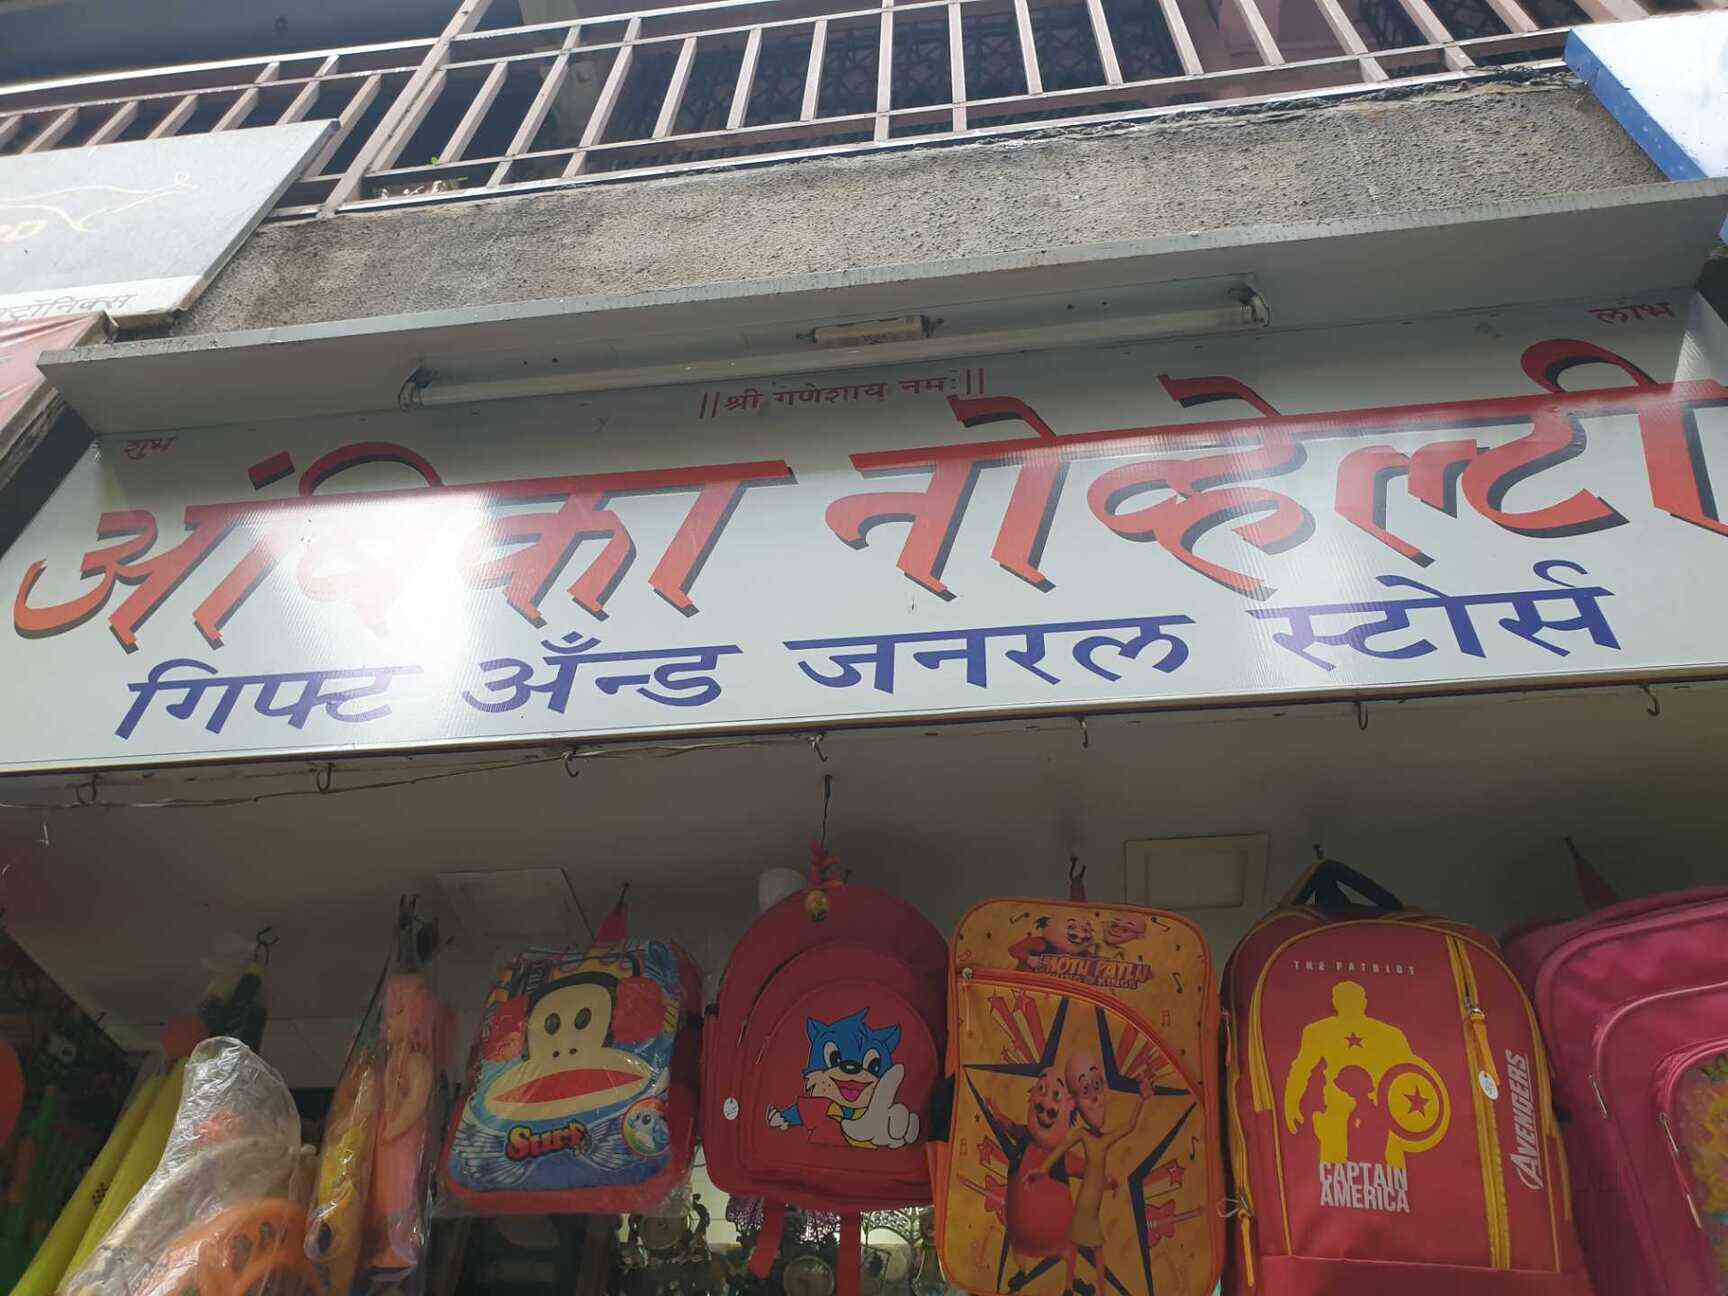 ट्रॉनिक्स
||श्री गणेशाय नमः||
शुभ
लाभ
अंबिका नोव्हेल्टी
गिफ्ट अँन्ड जनरल स्टोर्स
Surf
MOTU PATLU
THE PATRIOT
CAPTAIN
AMERICA
AVENGERS